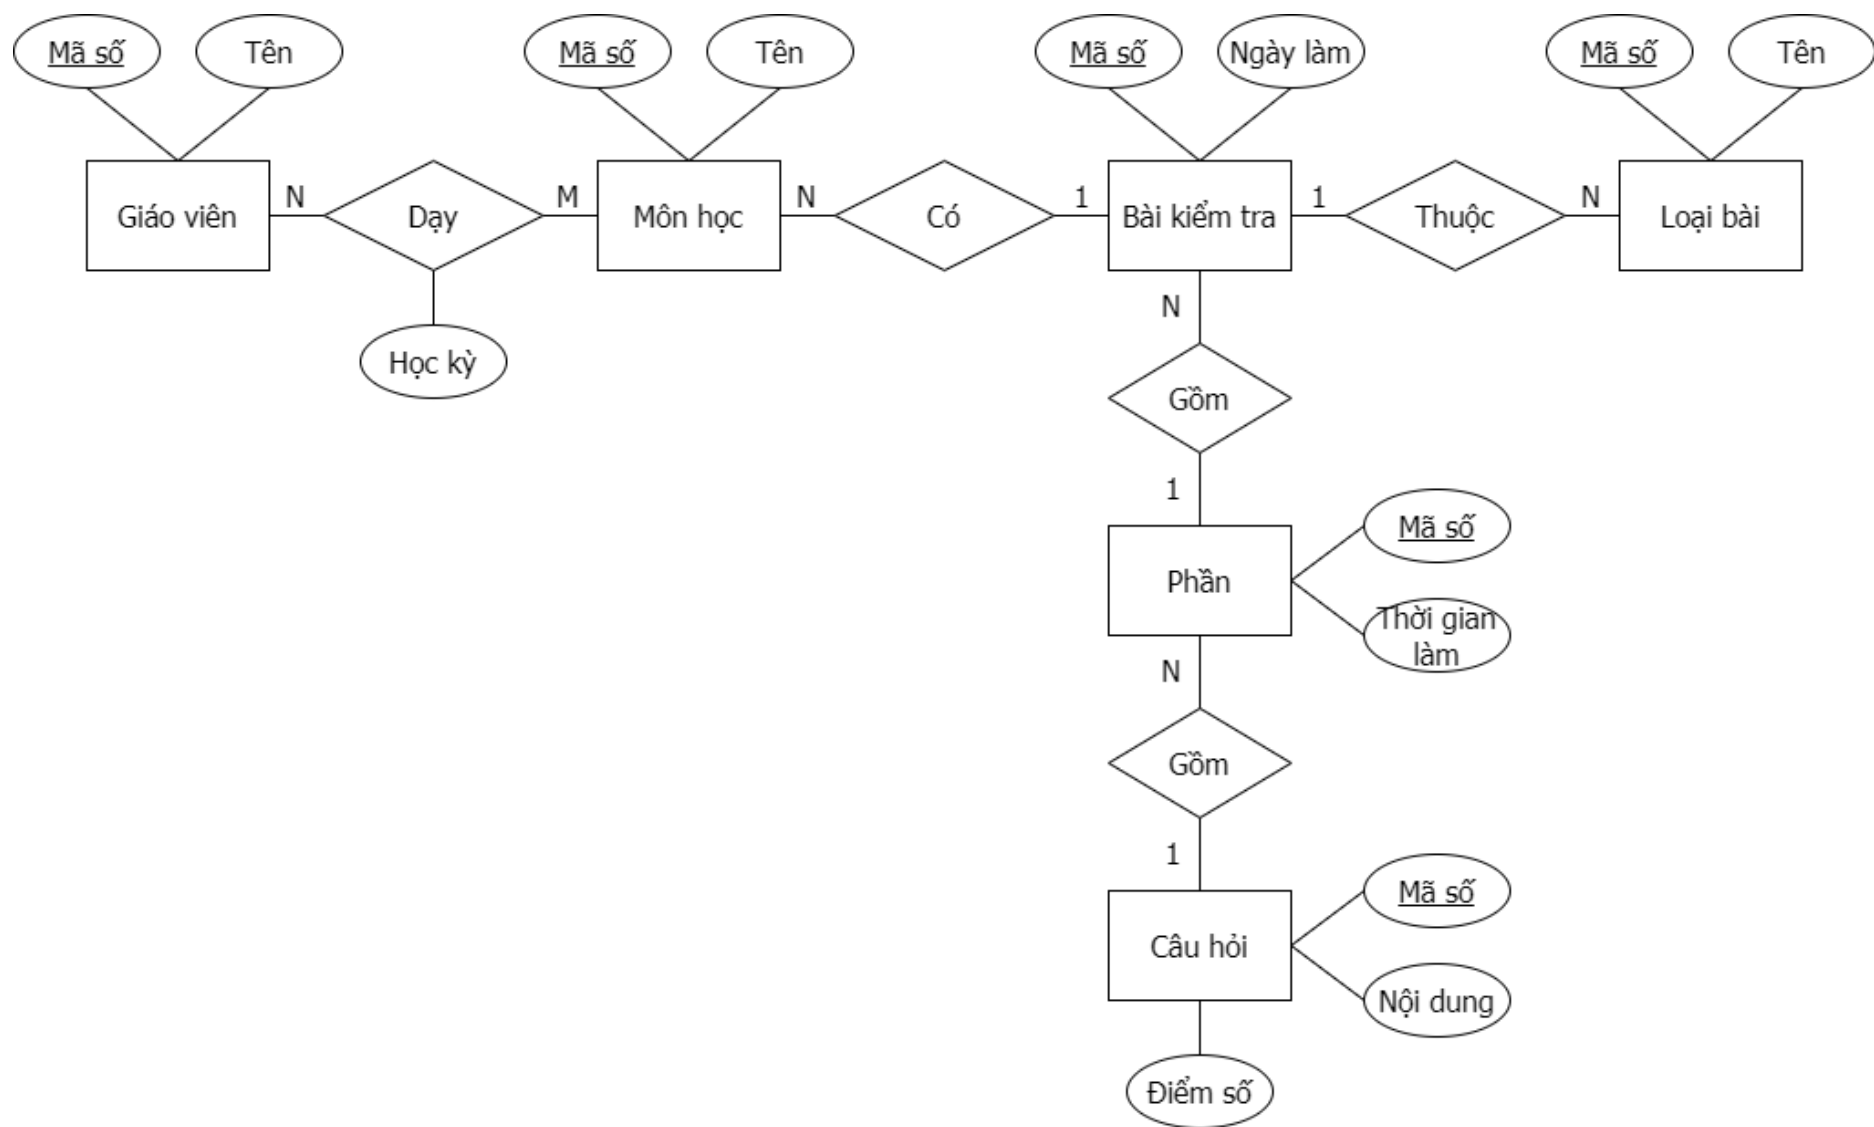 Mã số
Tên
Mã số
Tên
Mã số
Ngày làm
Mã số
Tên
Giáo viên
N
Dạy
M
Môn học
N
Có
1
Bài kiểm tra
1
Thuộc
N
Loại bài
Học kỳ
N
Gồm
1
Mã số
Phần
Thời gian
làm
N
Gồm
1
Mã số
Câu hỏi
Nội dung
Điểm số